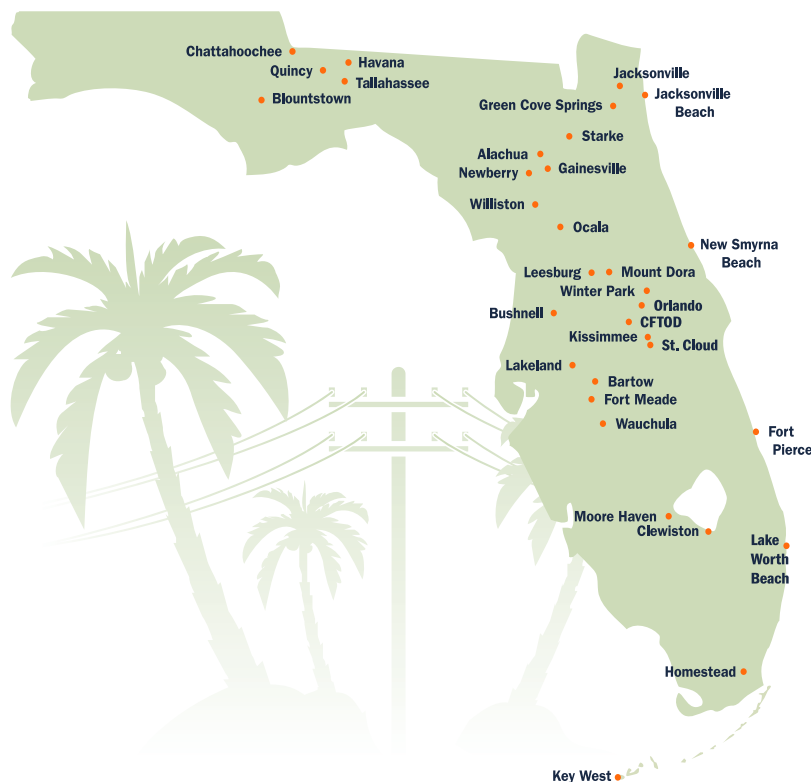 Chattahoochee
Havana
Quincy
Tallahassee
Blountstown
Jacksonville
Jacksonville
Beach
Green Cove Springs
Starke
Alachua
Gainesville
Newberry
Williston
Ocala
New Smyrna
Beach
Leesburg
Mount Dora
Winter Park
Orlando
Bushnell
CFTOD
Kissimmee
St. Cloud
Lakeland
Bartow
Fort Meade
Wauchula
Fort
Pierce
Moore Haven
Clewiston
Lake
Worth
Beach
Homestead
Key West